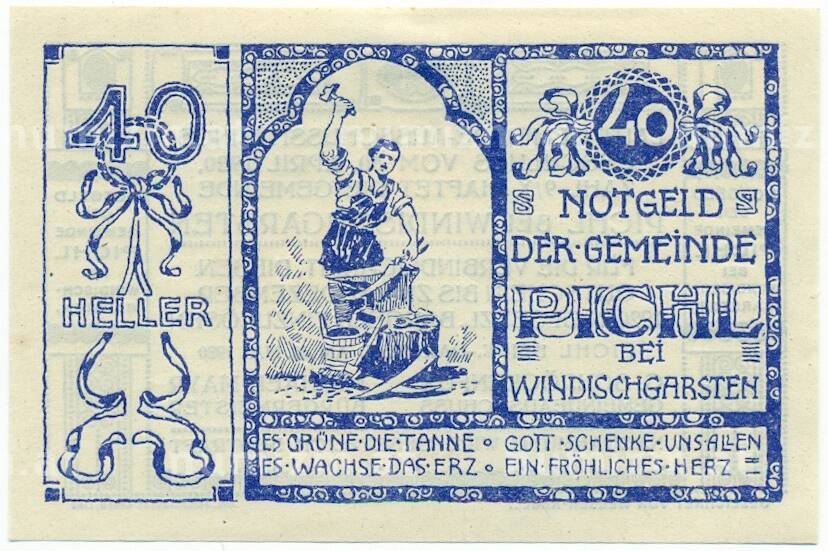 40
HELLER
40
NOTGELD
DER·GEMEINDE
PICHL
BEI
WINDISCHGARSTEN
ES GRÜNE·DIE·TANNE ∘ GOTT·SCHENKE·UNS·ALLEN
ES·WACHSE·DAS·ERZ ∘ EIN·FRÖHLICHES·HERZ